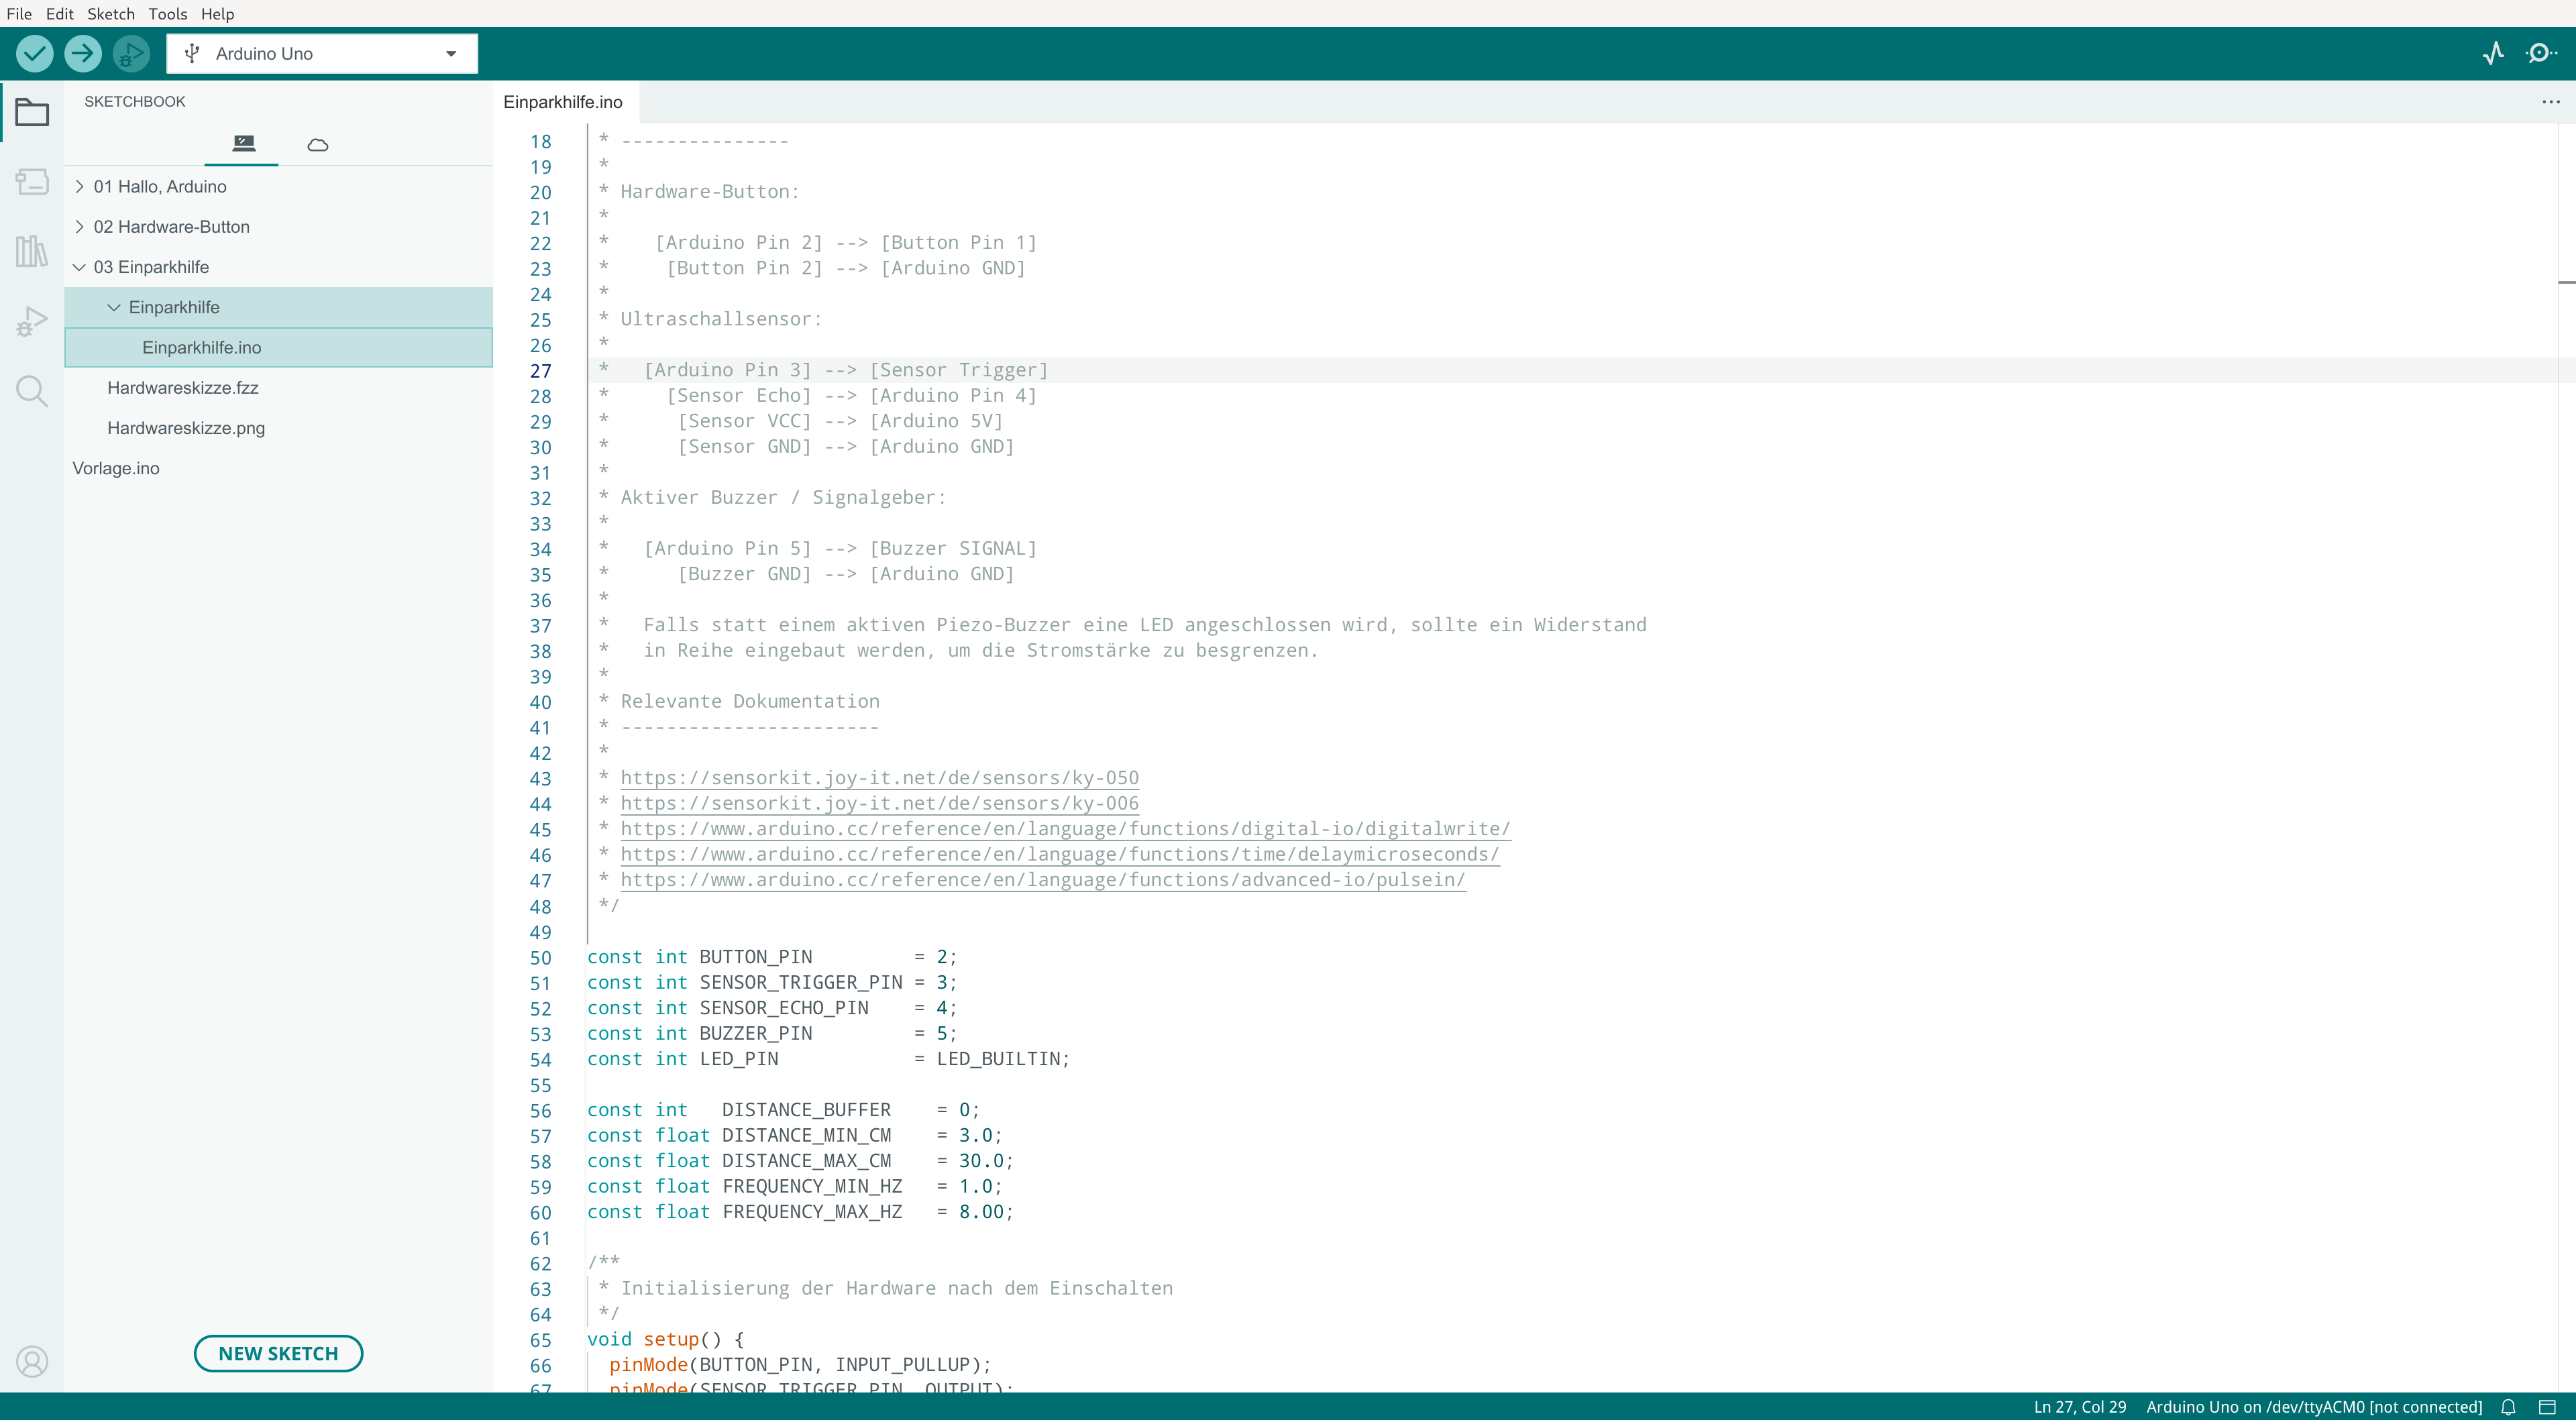 File Edit Sketch Tools Help
Arduino Uno
SKETCHBOOK
01 Hallo, Arduino
02 Hardware-Button
03 Einparkhilfe
Einparkhilfe
Einparkhilfe.ino
Hardwareskizze.fzz
Hardwareskizze.png
Vorlage.ino
NEW SKETCH
Einparkhilfe.ino
18 * ---------------
19 *
20 * Hardware-Button:
21 *
22 *    [Arduino Pin 2] --> [Button Pin 1]
23 *     [Button Pin 2] --> [Arduino GND]
24 *
25 * Ultraschallsensor:
26 *
27 *   [Arduino Pin 3] --> [Sensor Trigger]
28 *     [Sensor Echo] --> [Arduino Pin 4]
29 *      [Sensor VCC] --> [Arduino 5V]
30 *      [Sensor GND] --> [Arduino GND]
31 *
32 * Aktiver Buzzer / Signalgeber:
33 *
34 *   [Arduino Pin 5] --> [Buzzer SIGNAL]
35 *      [Buzzer GND] --> [Arduino GND]
36 *
37 *   Falls statt einem aktiven Piezo-Buzzer eine LED angeschlossen wird, sollte ein Widerstand
38 *   in Reihe eingebaut werden, um die Stromstärke zu besgrenzen.
39 *
40 * Relevante Dokumentation
41 * -----------------------
42 *
43 * https://sensorkit.joy-it.net/de/sensors/ky-050
44 * https://sensorkit.joy-it.net/de/sensors/ky-006
45 * https://www.arduino.cc/reference/en/language/functions/digital-io/digitalwrite/
46 * https://www.arduino.cc/reference/en/language/functions/time/delaymicroseconds/
47 * https://www.arduino.cc/reference/en/language/functions/advanced-io/pulsein/
48 */
49
50 const int BUTTON_PIN         = 2;
51 const int SENSOR_TRIGGER_PIN = 3;
52 const int SENSOR_ECHO_PIN    = 4;
53 const int BUZZER_PIN         = 5;
54 const int LED_PIN            = LED_BUILTIN;
55
56 const int   DISTANCE_BUFFER    = 0;
57 const float DISTANCE_MIN_CM    = 3.0;
58 const float DISTANCE_MAX_CM    = 30.0;
59 const float FREQUENCY_MIN_HZ   = 1.0;
60 const float FREQUENCY_MAX_HZ   = 8.00;
61
62 /**
63 * Initialisierung der Hardware nach dem Einschalten
64 */
65 void setup() {
66   pinMode(BUTTON_PIN, INPUT_PULLUP);
67   pinMode(SENSOR_TRIGGER_PIN, OUTPUT);
Ln 27, Col 29 Arduino Uno on /dev/ttyACM0 [not connected]